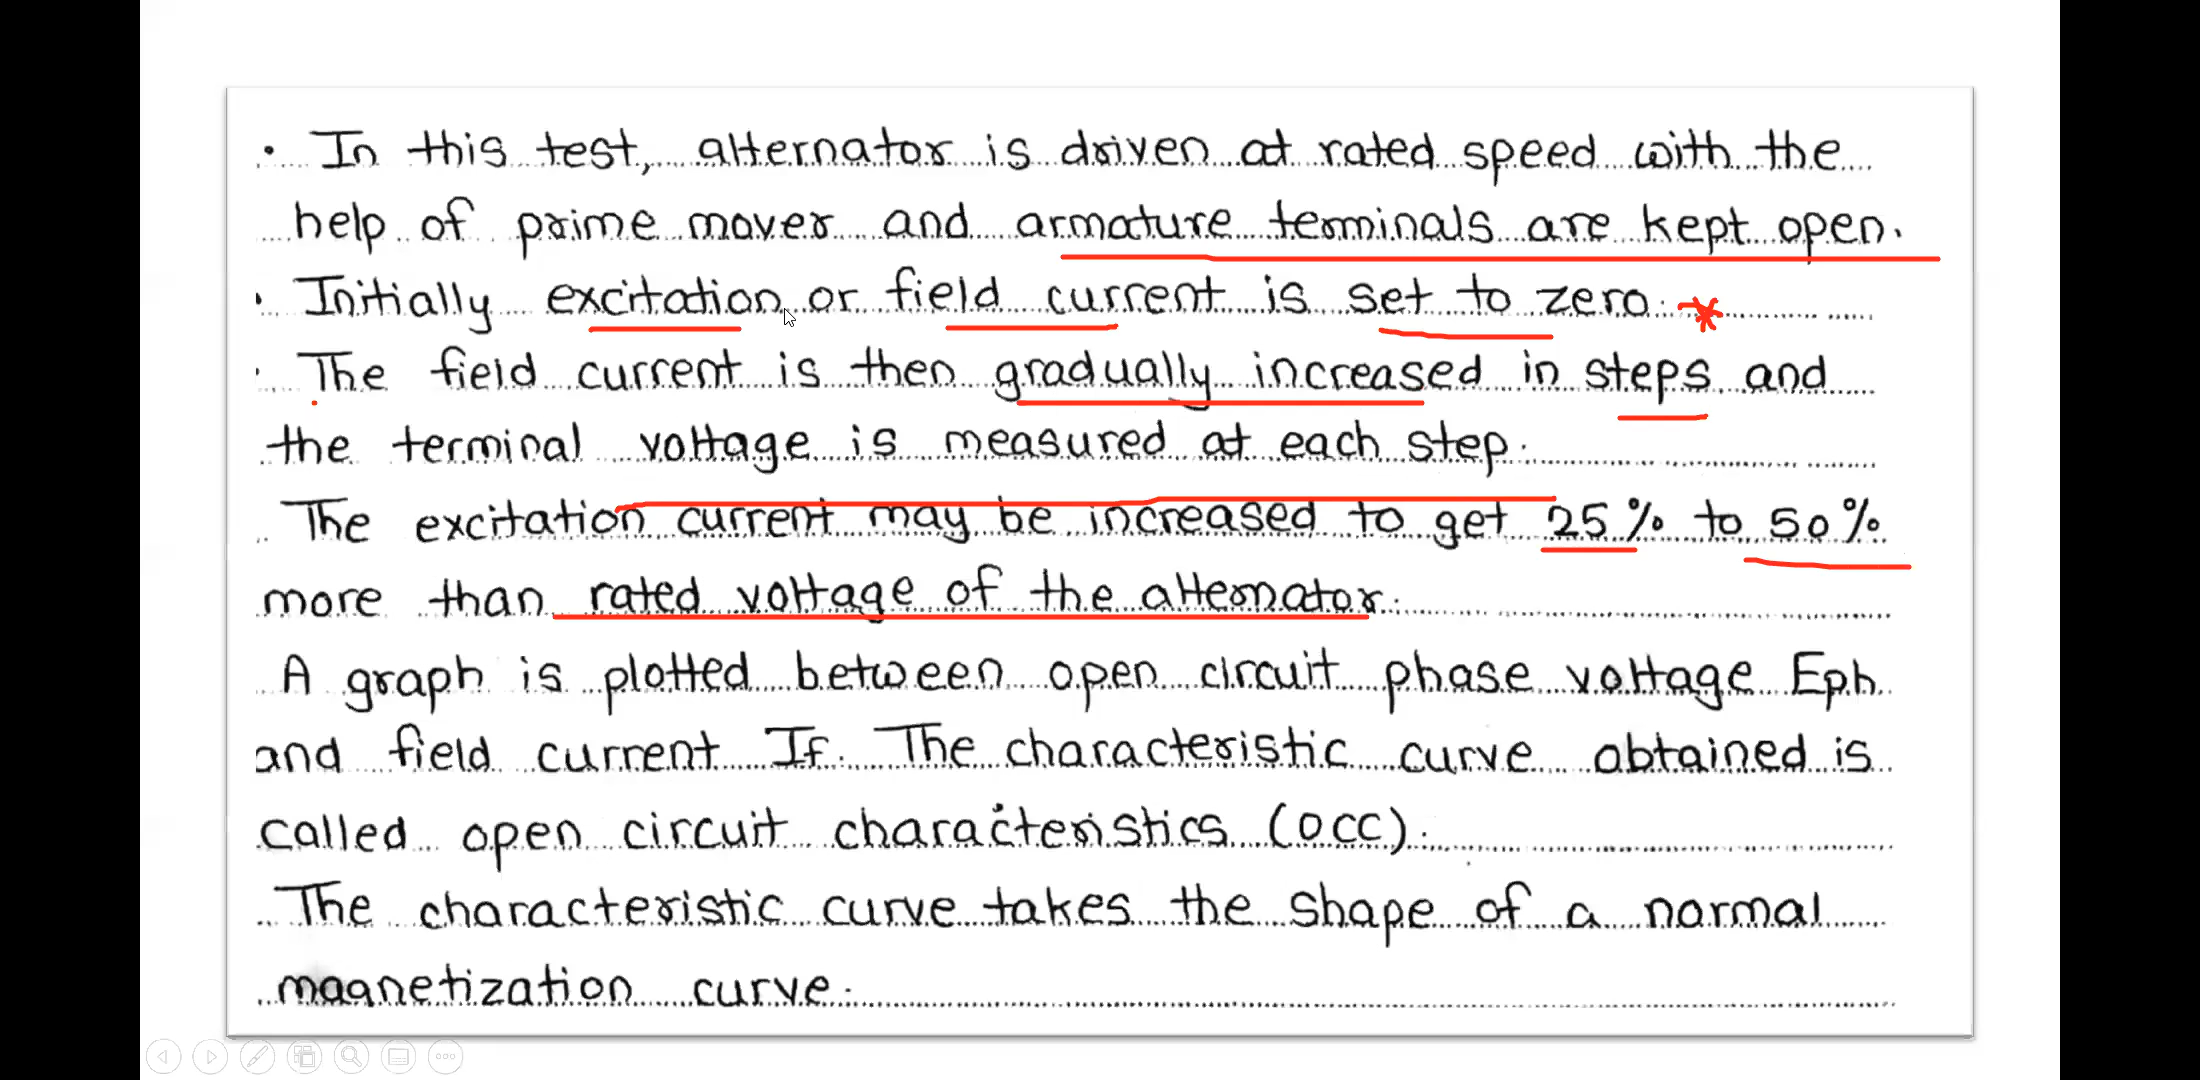 • In this test, alternator is driven at rated speed with the
help of prime mover and armature terminals are kept open.
• Initially excitation or field current is set to zero.
• The field current is then gradually increased in steps and
the terminal voltage is measured at each step.
The excitation current may be increased to get 25% to 50%
more than rated voltage of the alternator.
A graph is plotted between open circuit phase voltage Eph
and field current If. The characteristic curve obtained is
called open circuit characteristics (OCC).
The characteristic curve takes the shape of a normal
magnetization curve.